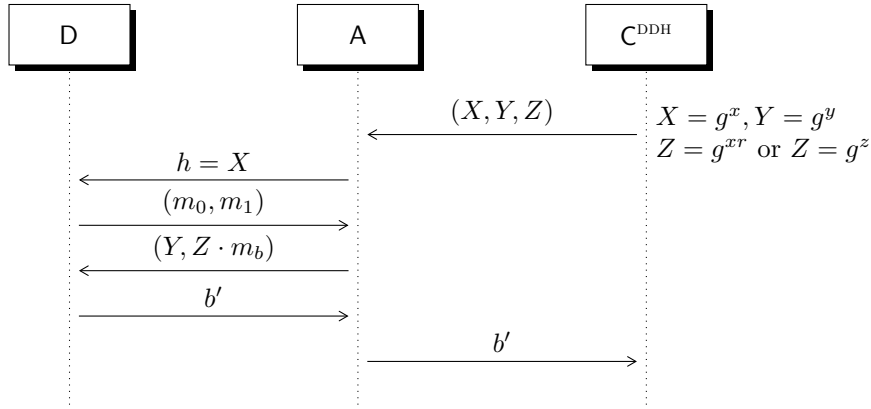 D
A
C^DDH
(X, Y, Z)
X = g^x, Y = g^y
Z = g^{xr} or Z = g^z
h = X
(m_0, m_1)
(Y, Z · m_b)
b′
b′